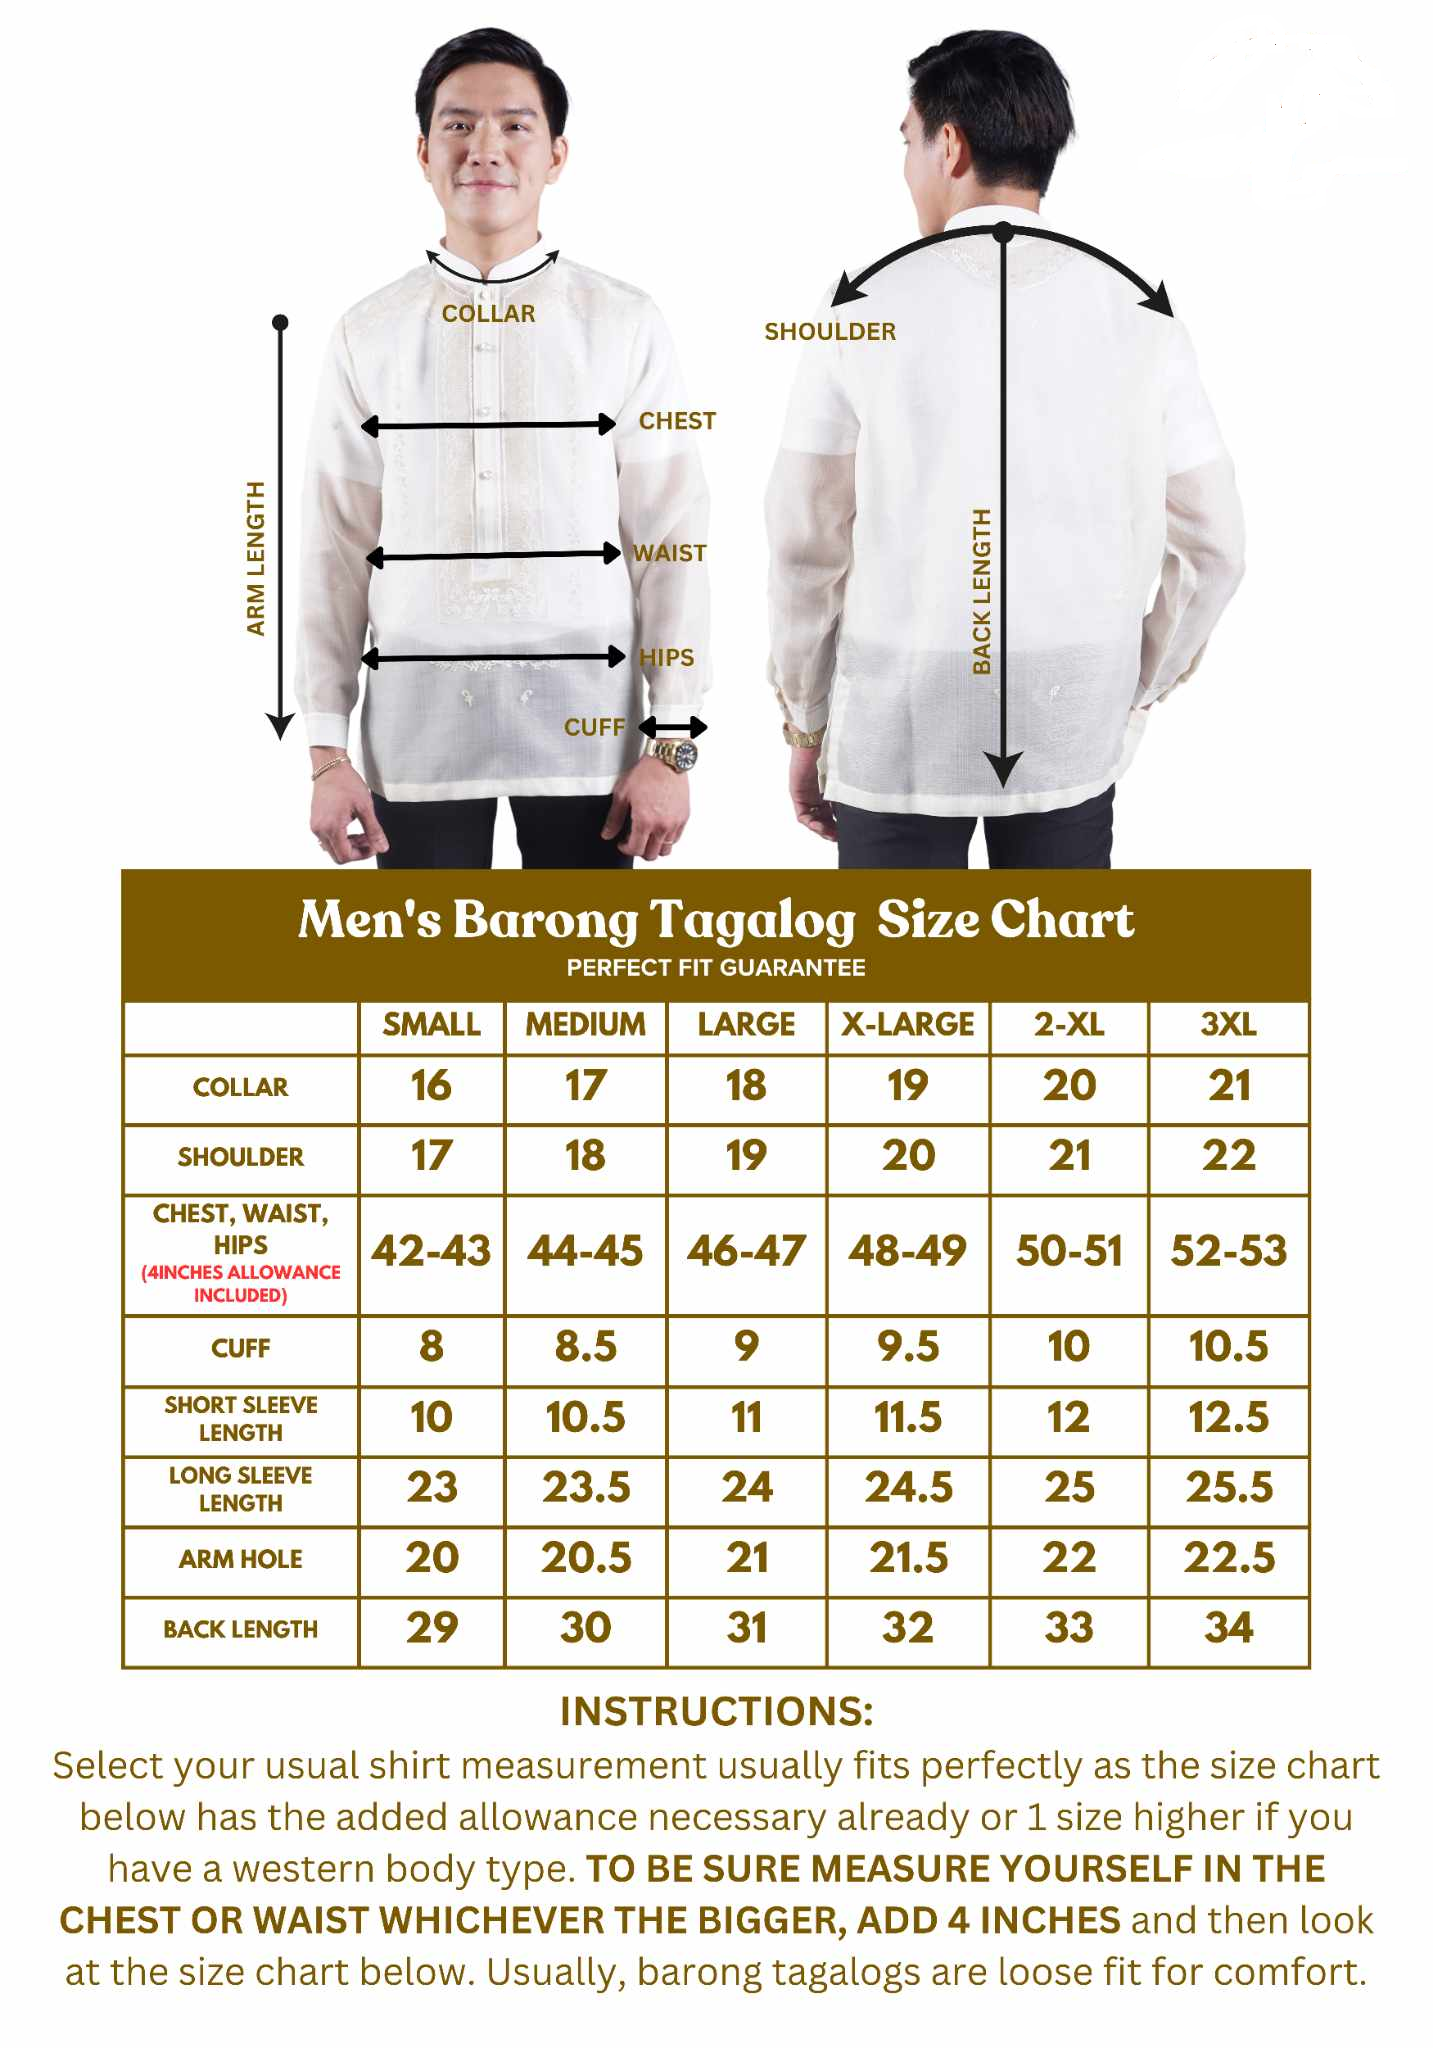 COLLAR
SHOULDER
CHEST
ARM LENGTH
WAIST
BACK LENGTH
HIPS
CUFF
Men's Barong Tagalog Size Chart
PERFECT FIT GUARANTEE
SMALL MEDIUM LARGE X-LARGE 2-XL 3XL
COLLAR 16 17 18 19 20 21
SHOULDER 17 18 19 20 21 22
CHEST, WAIST,
HIPS 42-43 44-45 46-47 48-49 50-51 52-53
(4INCHES ALLOWANCE
INCLUDED)
CUFF 8 8.5 9 9.5 10 10.5
SHORT SLEEVE
LENGTH 10 10.5 11 11.5 12 12.5
LONG SLEEVE
LENGTH 23 23.5 24 24.5 25 25.5
ARM HOLE 20 20.5 21 21.5 22 22.5
BACK LENGTH 29 30 31 32 33 34
INSTRUCTIONS:
Select your usual shirt measurement usually fits perfectly as the size chart
below has the added allowance necessary already or 1 size higher if you
have a western body type. TO BE SURE MEASURE YOURSELF IN THE
CHEST OR WAIST WHICHEVER THE BIGGER, ADD 4 INCHES and then look
at the size chart below. Usually, barong tagalogs are loose fit for comfort.